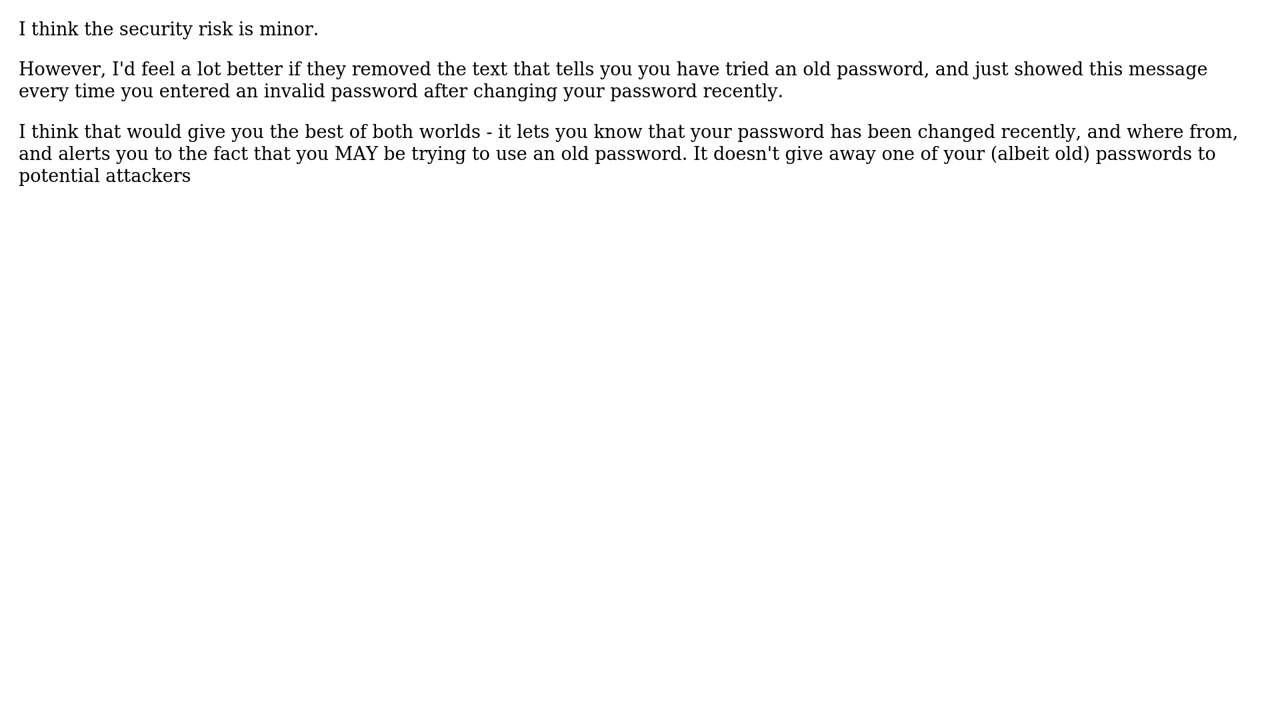 I think the security risk is minor.
However, I'd feel a lot better if they removed the text that tells you you have tried an old password, and just showed this message
every time you entered an invalid password after changing your password recently.
I think that would give you the best of both worlds - it lets you know that your password has been changed recently, and where from,
and alerts you to the fact that you MAY be trying to use an old password. It doesn't give away one of your (albeit old) passwords to
potential attackers